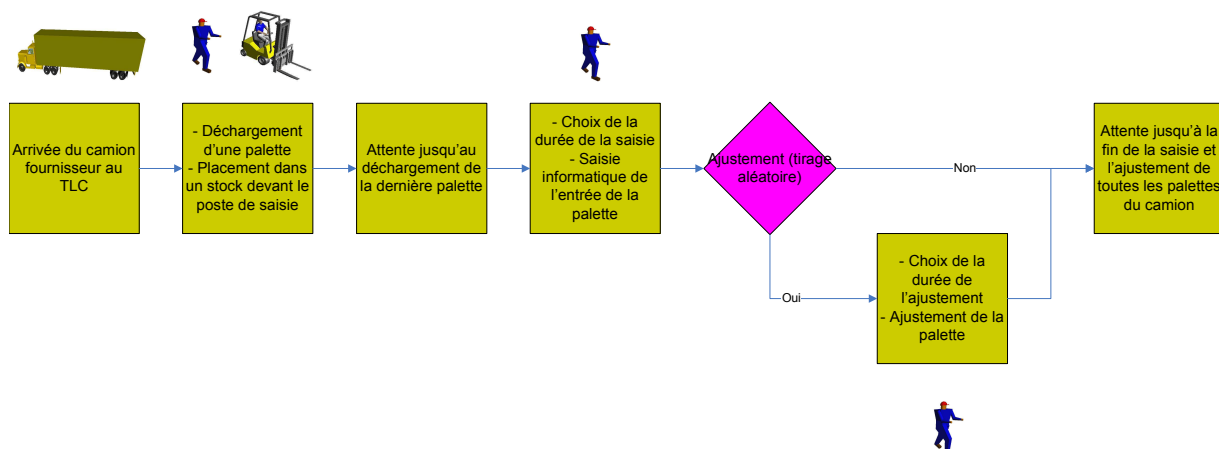 Arrivée du camion
fournisseur au
TLC
- Déchargement
d'une palette
- Placement dans
un stock devant le
poste de saisie
Attente jusqu'au
déchargement de
la dernière palette
- Choix de la
durée de la saisie
- Saisie
informatique de
l'entrée de la
palette
Ajustement (tirage
aléatoire)
Non
Oui
- Choix de la
durée de
l'ajustement
- Ajustement de la
palette
Attente jusqu'à la
fin de la saisie et
l'ajustement de
toutes les palettes
du camion